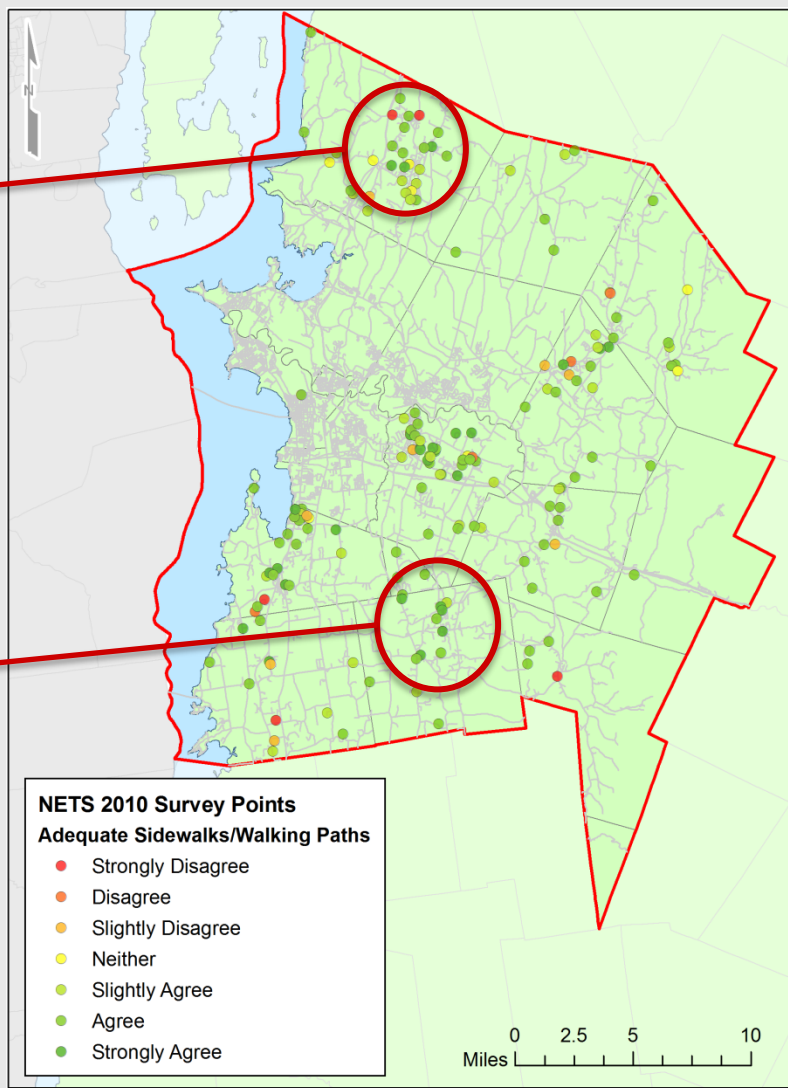 N
NETS 2010 Survey Points
Adequate Sidewalks/Walking Paths
Strongly Disagree
Disagree
Slightly Disagree
Neither
Slightly Agree
Agree
Strongly Agree
0 2.5 5 10
Miles